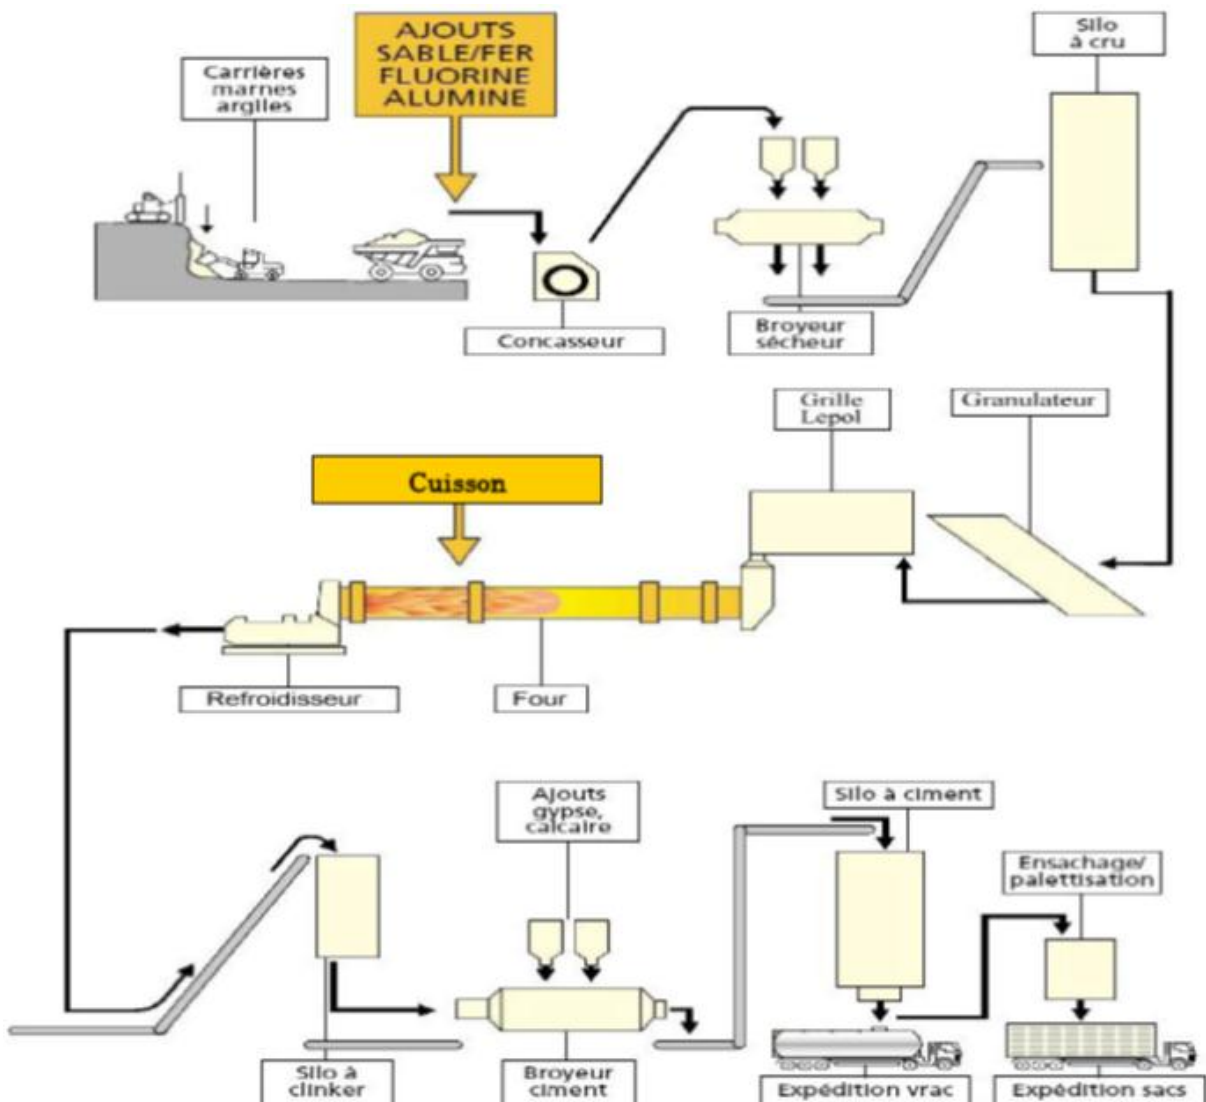 Silo
à cru
AJOUTS
SABLE/FER
FLUORINE
ALUMINE
Carrières
marnes
argiles
Concasseur
Broyeur
sécheur
Grille
Lepol
Granulateur
Cuisson
Refroidisseur
Four
Ajouts
gypse,
calcaire
Silo à ciment
Ensachage/
palettisation
Silo à
clinker
Broyeur
ciment
Expédition vrac
Expédition sacs